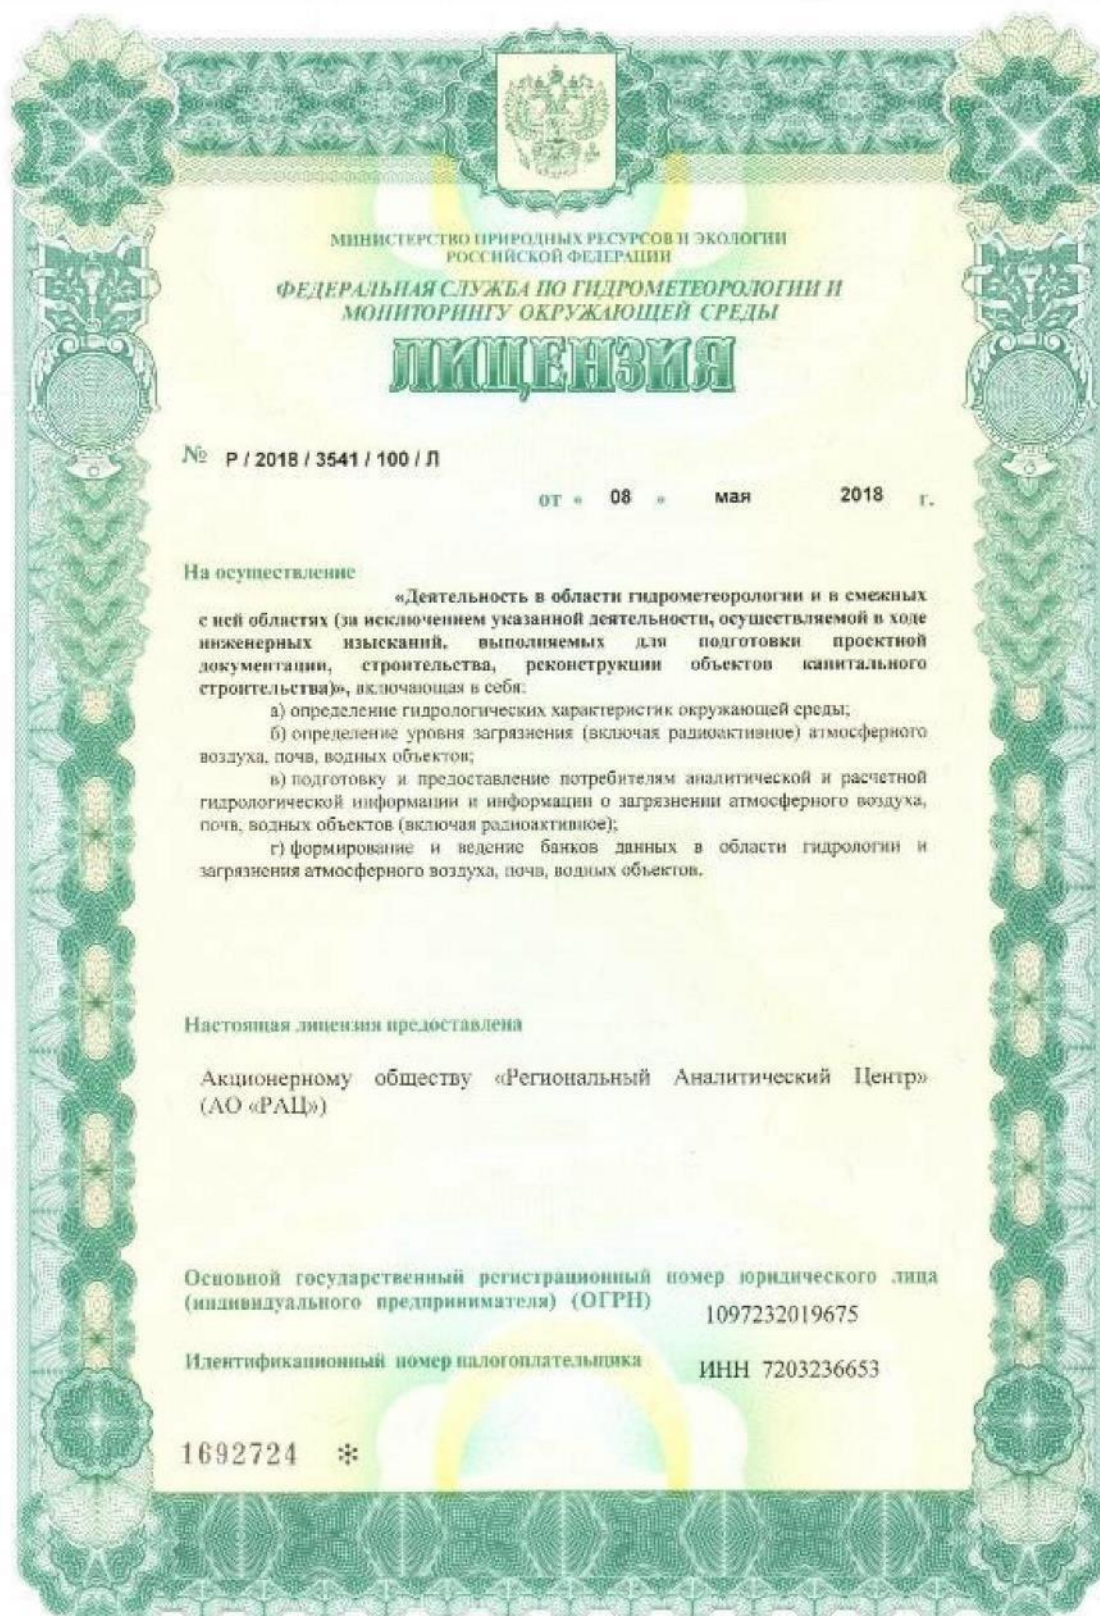 МИНИСТЕРСТВО ПРИРОДНЫХ РЕСУРСОВ И ЭКОЛОГИИ
РОССИЙСКОЙ ФЕДЕРАЦИИ
ФЕДЕРАЛЬНАЯ СЛУЖБА ПО ГИДРОМЕТЕОРОЛОГИИ И
МОНИТОРИНГУ ОКРУЖАЮЩЕЙ СРЕДЫ
ЛИЦЕНЗИЯ
№ Р / 2018 / 3541 / 100 / Л
от « 08 » мая 2018 г.
На осуществление
«Деятельность в области гидрометеорологии и в смежных
с ней областях (за исключением указанной деятельности, осуществляемой в ходе
инженерных изысканий, выполняемых для подготовки проектной
документации, строительства, реконструкции объектов капитального
строительства)», включающая в себя:
а) определение гидрологических характеристик окружающей среды;
б) определение уровня загрязнения (включая радиоактивное) атмосферного
воздуха, почв, водных объектов;
в) подготовку и предоставление потребителям аналитической и расчетной
гидрологической информации и информации о загрязнении атмосферного воздуха,
почв, водных объектов (включая радиоактивное);
г) формирование и ведение банков данных в области гидрологии и
загрязнения атмосферного воздуха, почв, водных объектов.
Настоящая лицензия предоставлена
Акционерному обществу «Региональный Аналитический Центр»
(АО «РАЦ»)
Основной государственный регистрационный номер юридического лица
(индивидуального предпринимателя) (ОГРН) 1097232019675
Идентификационный номер налогоплательщика ИНН 7203236653
1692724 *